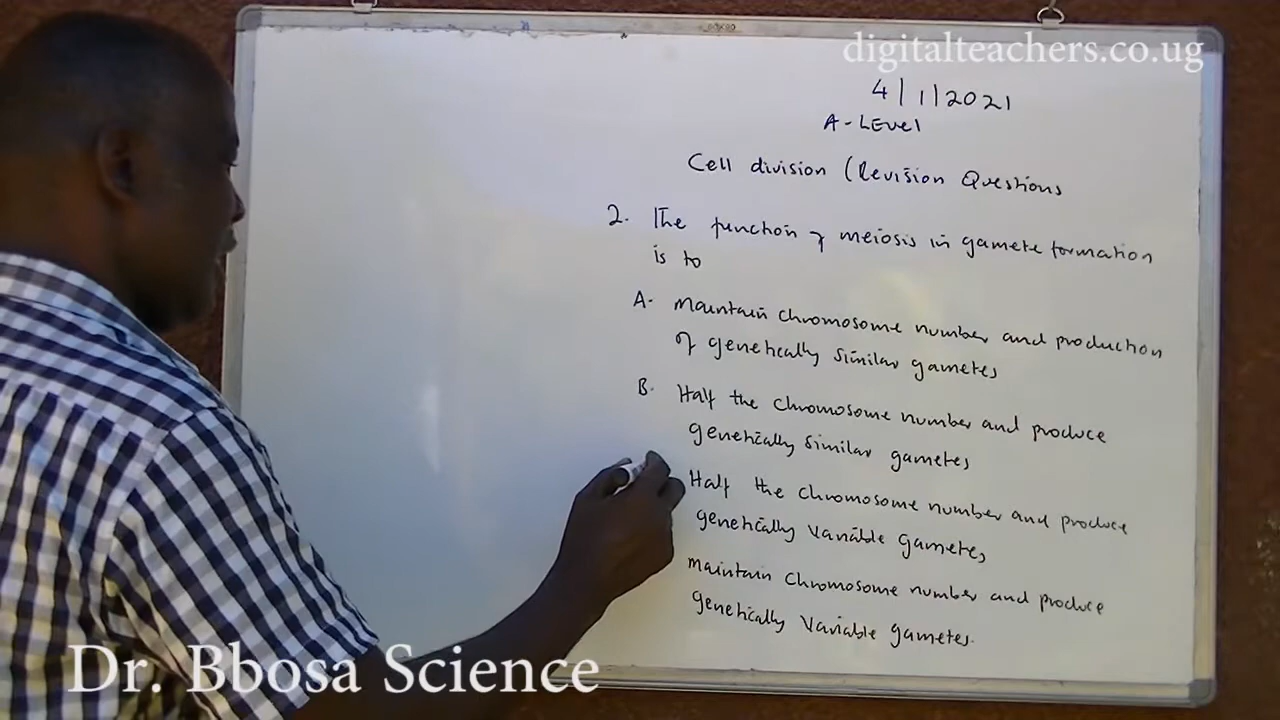 digitalteachers.co.ug
4/1/2021
A-LEvel
Cell division (Revision Questions
2. The function of meiosis in gamete formation
is to
A. Maintain chromosome number and production
of genetically similar gametes
B. Half the chromosome number and produce
genetically similar gametes
Half the chromosome number and produce
genetically variable gametes
maintain chromosome number and produce
genetically variable gametes.
Dr. Bbosa Science